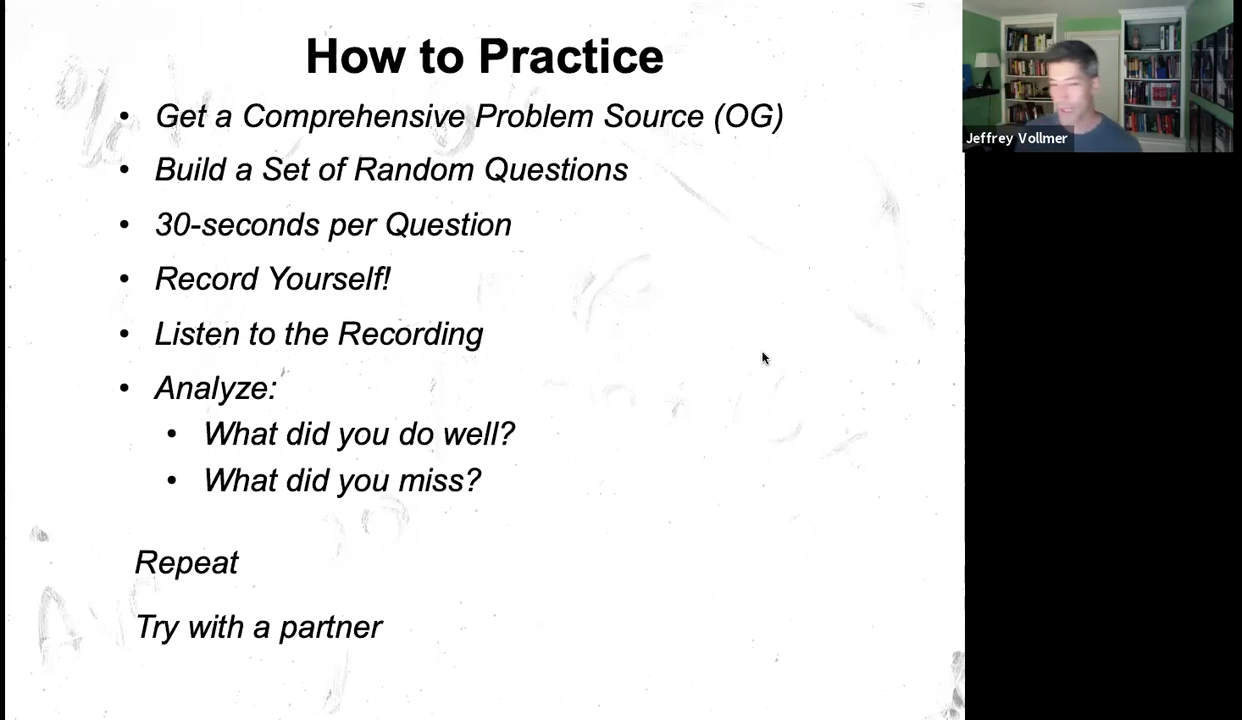 How to Practice
• Get a Comprehensive Problem Source (OG)
• Build a Set of Random Questions
• 30-seconds per Question
• Record Yourself!
• Listen to the Recording
• Analyze:
• What did you do well?
• What did you miss?
Repeat
Try with a partner
Jeffrey Vollmer